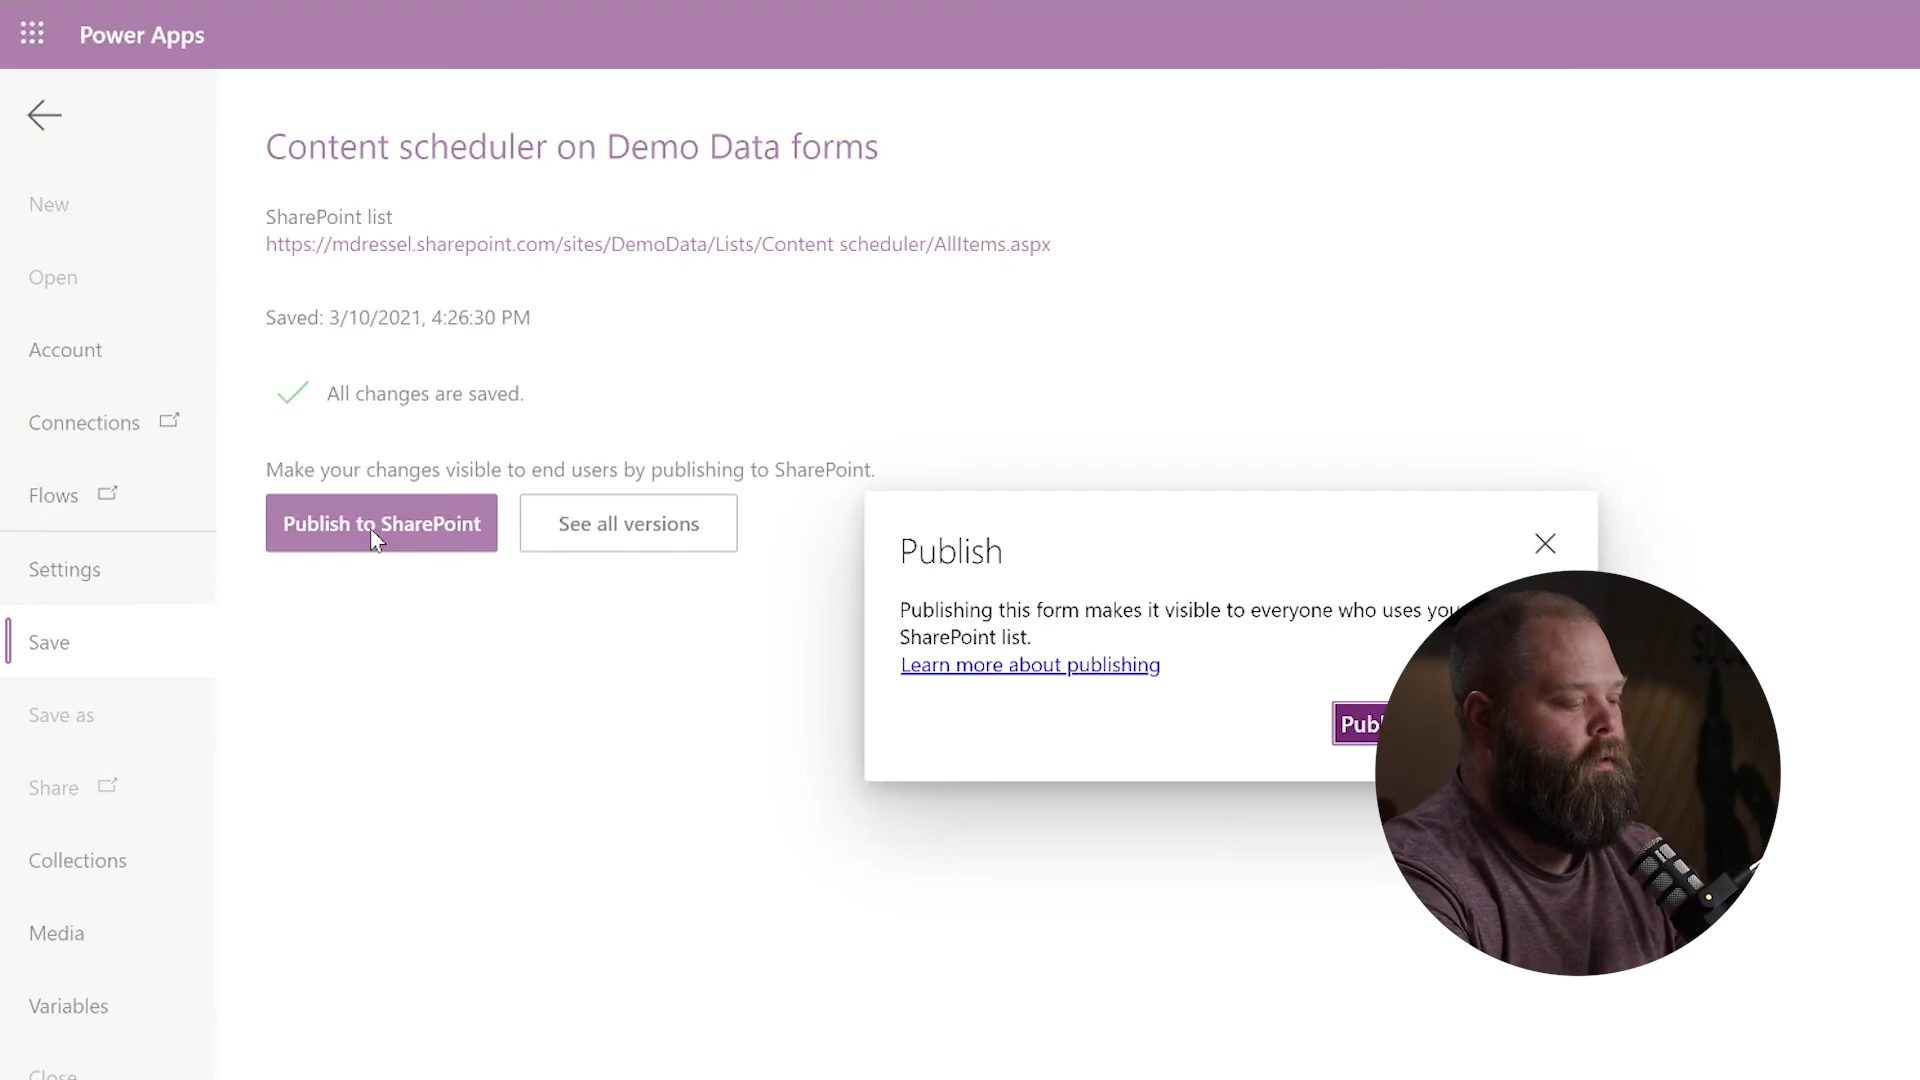 Power Apps
Content scheduler on Demo Data forms
New
SharePoint list
https://mdressel.sharepoint.com/sites/DemoData/Lists/Content scheduler/AllItems.aspx
Open
Saved: 3/10/2021, 4:26:30 PM
Account
All changes are saved.
Connections
Make your changes visible to end users by publishing to SharePoint.
Flows
Publish to SharePoint
See all versions
Publish
Settings
Publishing this form makes it visible to everyone who uses
SharePoint list.
Learn more about publishing
Save
Save as
Share
Collections
Media
Variables
Close